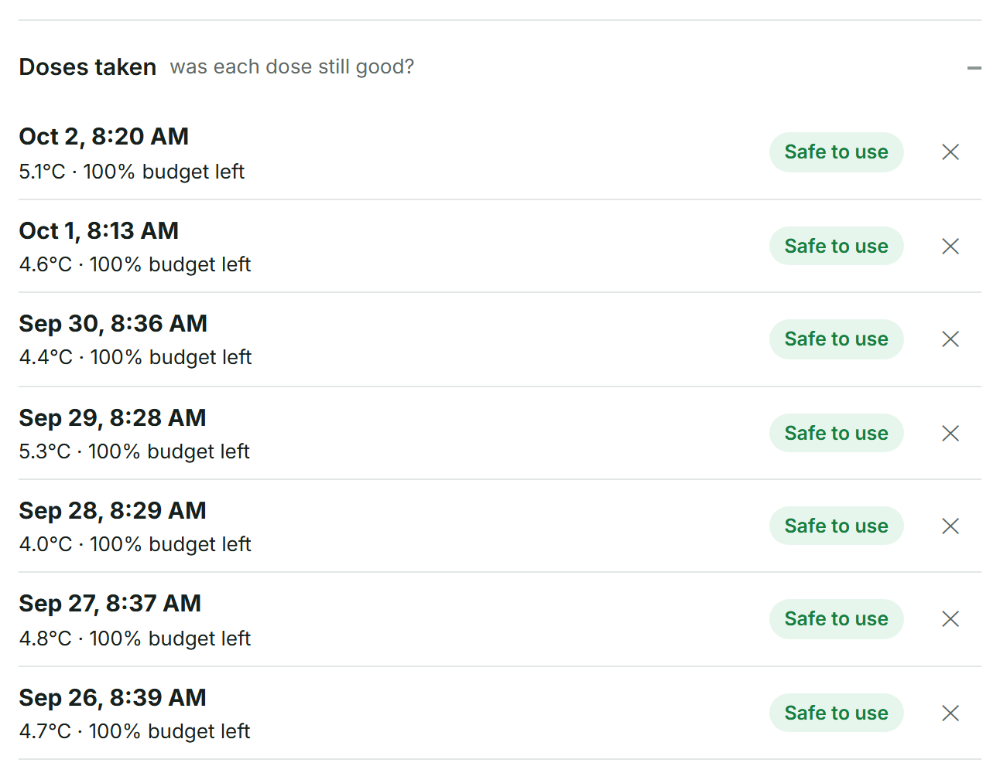 Doses taken was each dose still good?
Oct 2, 8:20 AM
5.1°C · 100% budget left
Safe to use
Oct 1, 8:13 AM
4.6°C · 100% budget left
Safe to use
Sep 30, 8:36 AM
4.4°C · 100% budget left
Safe to use
Sep 29, 8:28 AM
5.3°C · 100% budget left
Safe to use
Sep 28, 8:29 AM
4.0°C · 100% budget left
Safe to use
Sep 27, 8:37 AM
4.8°C · 100% budget left
Safe to use
Sep 26, 8:39 AM
4.7°C · 100% budget left
Safe to use